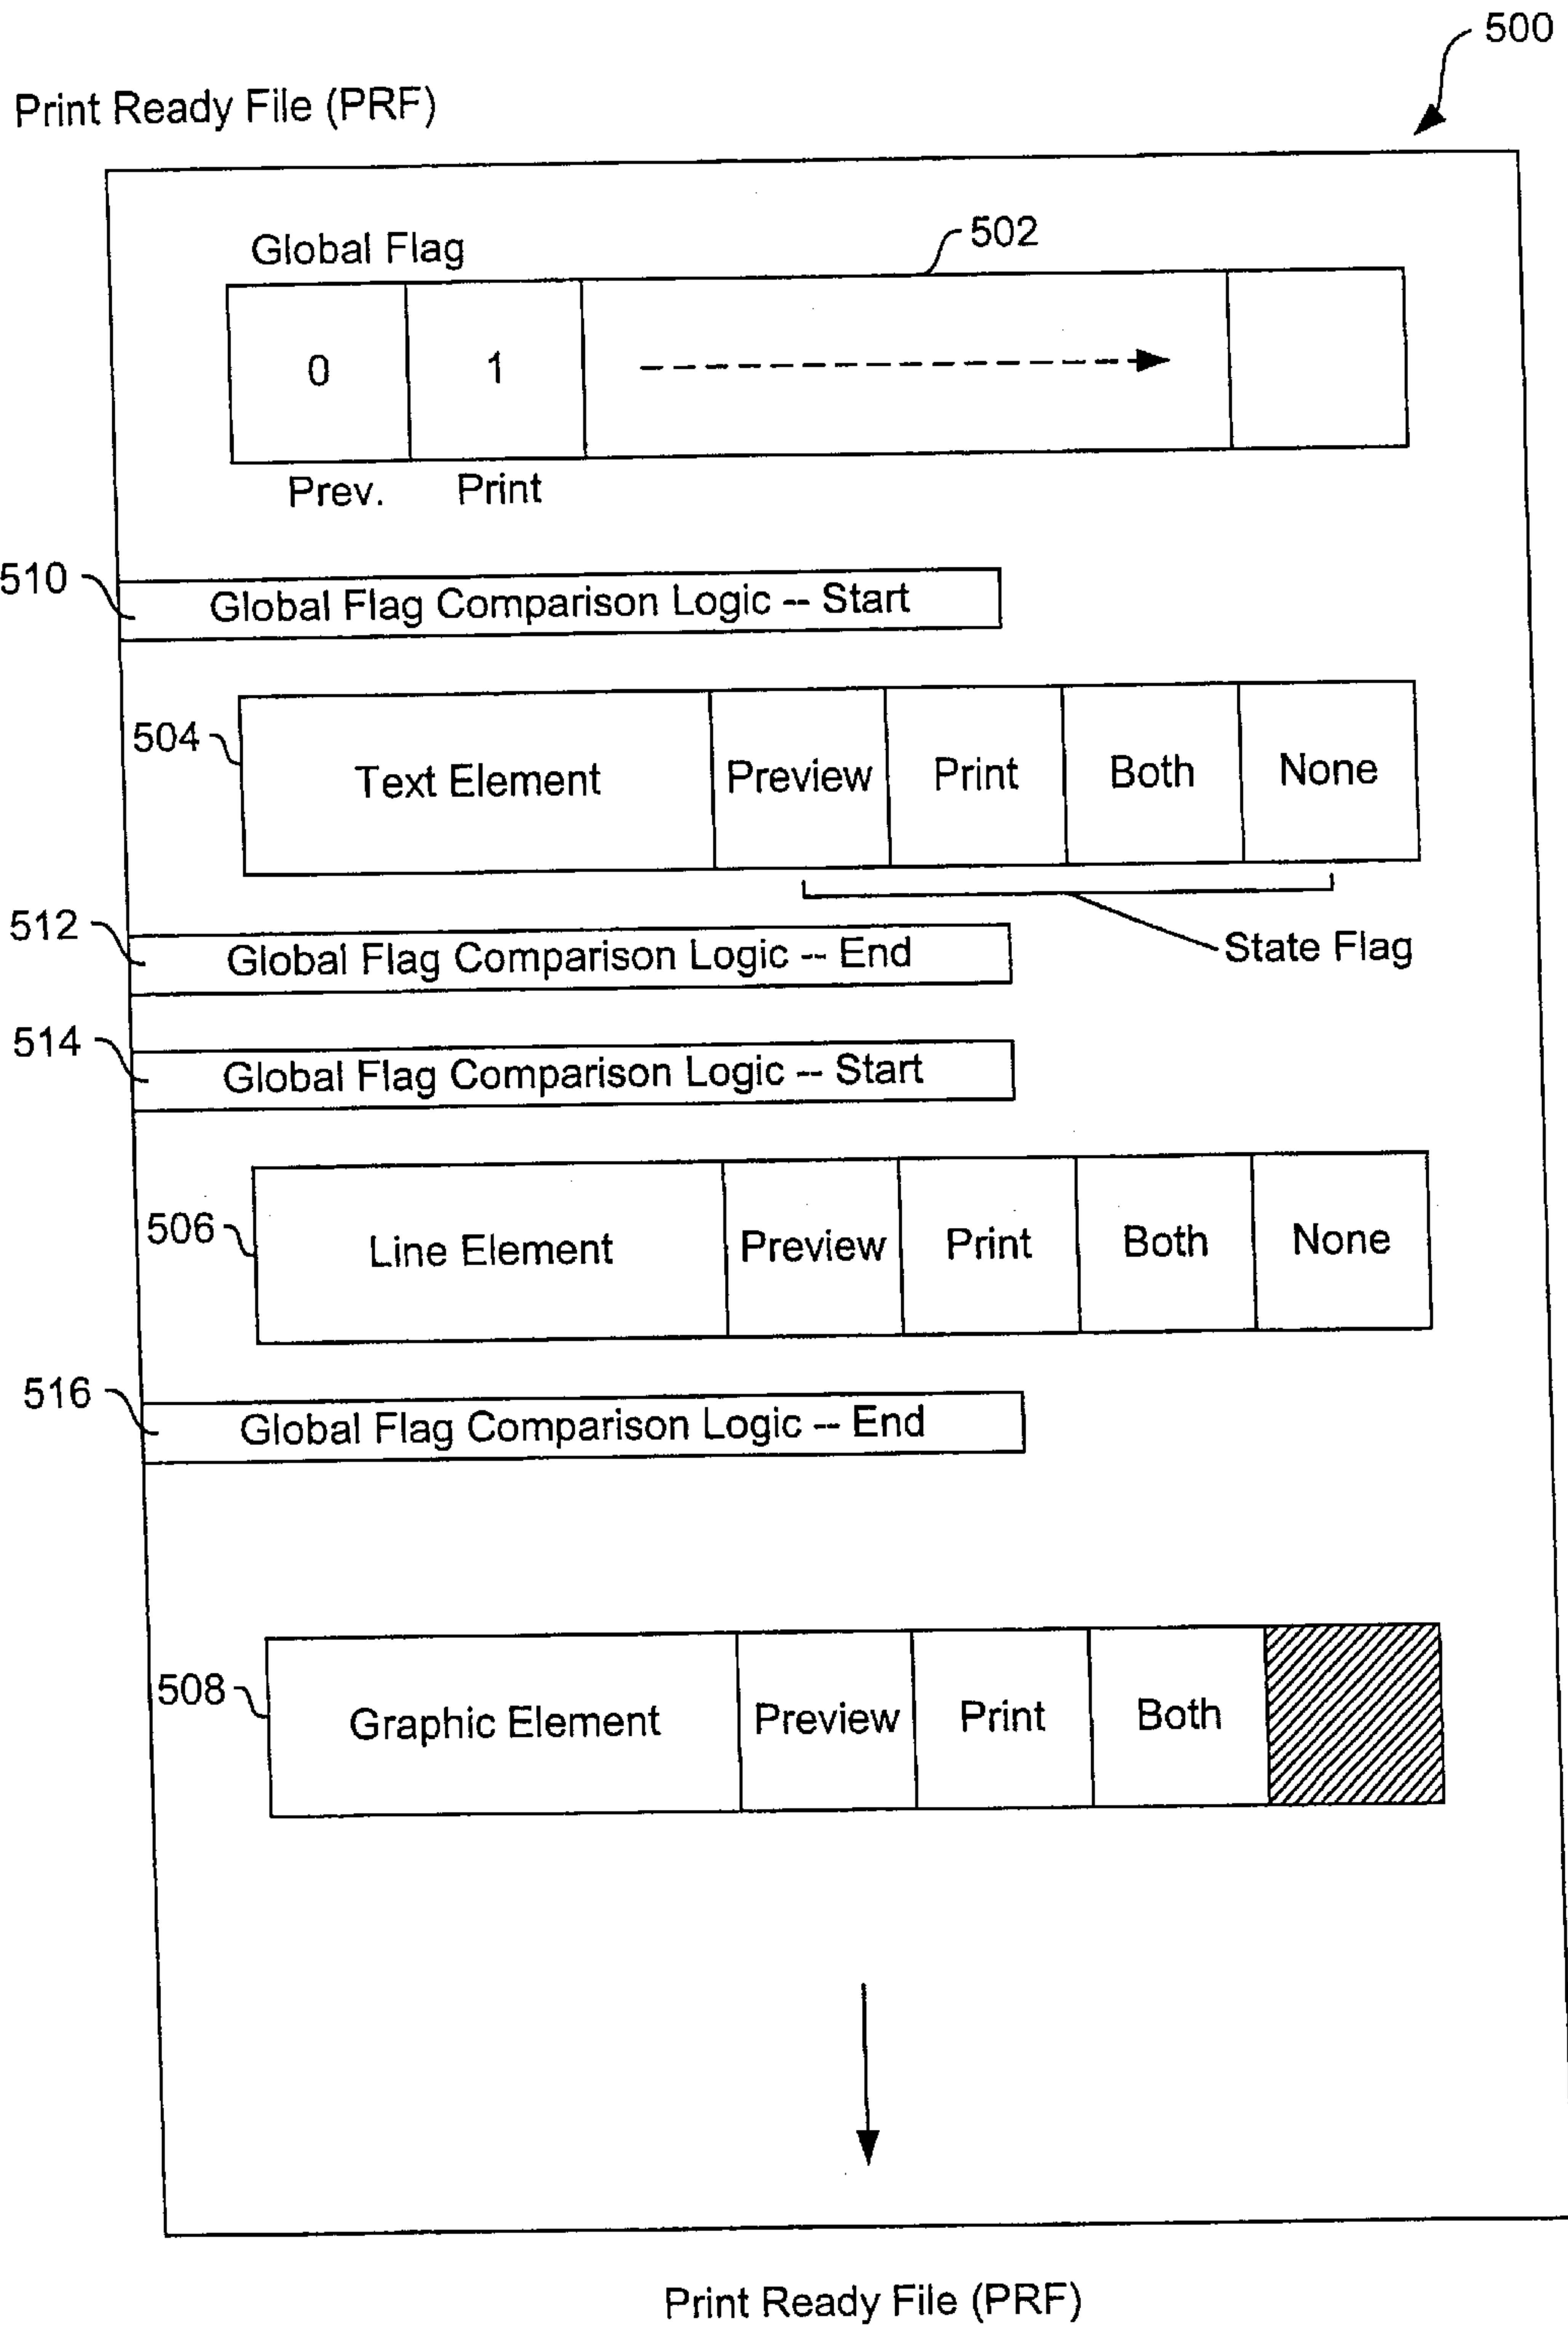 500
Print Ready File (PRF)
Global Flag
502
0 1
Prev. Print
510
Global Flag Comparison Logic -- Start
504
Text Element Preview Print Both None
512
Global Flag Comparison Logic -- End
State Flag
514
Global Flag Comparison Logic -- Start
506
Line Element Preview Print Both None
516
Global Flag Comparison Logic -- End
508
Graphic Element Preview Print Both
Print Ready File (PRF)